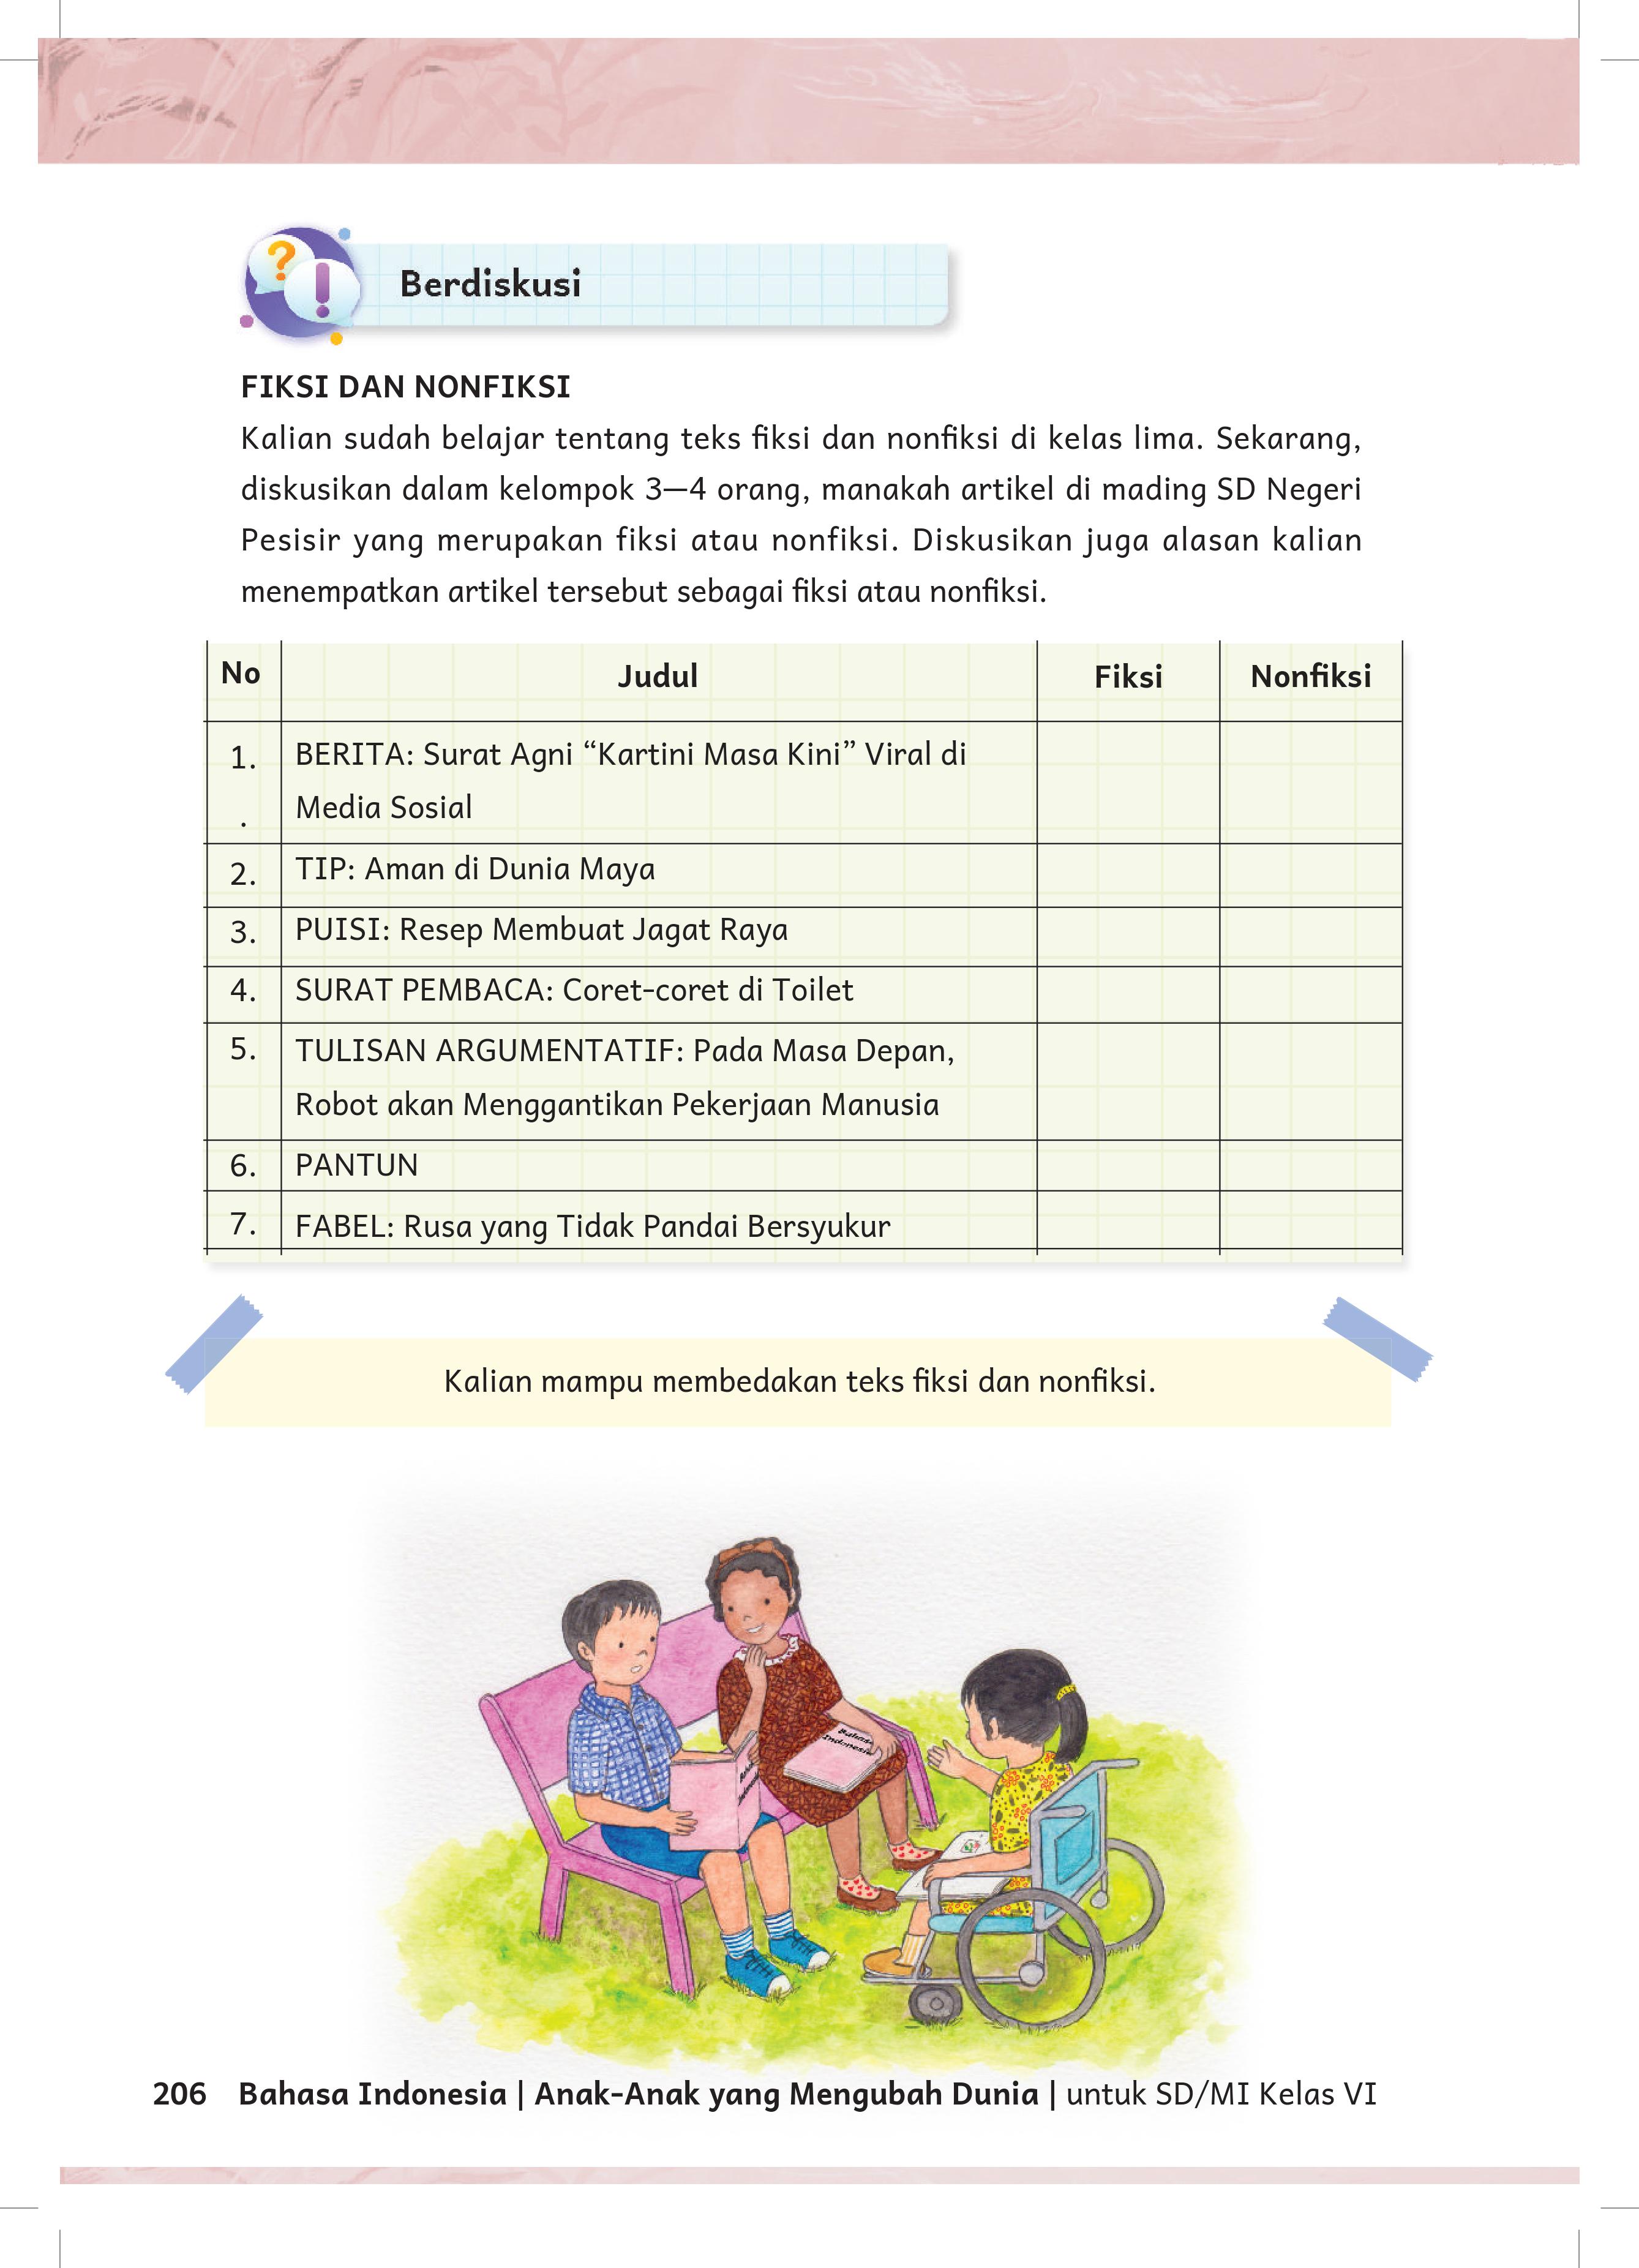 Berdiskusi
FIKSI DAN NONFIKSI
Kalian sudah belajar tentang teks fiksi dan nonfiksi di kelas lima. Sekarang,
diskusikan dalam kelompok 3—4 orang, manakah artikel di mading SD Negeri
Pesisir yang merupakan fiksi atau nonfiksi. Diskusikan juga alasan kalian
menempatkan artikel tersebut sebagai fiksi atau nonfiksi.
No Judul Fiksi Nonfiksi
1. BERITA: Surat Agni “Kartini Masa Kini” Viral di
. Media Sosial
2. TIP: Aman di Dunia Maya
3. PUISI: Resep Membuat Jagat Raya
4. SURAT PEMBACA: Coret-coret di Toilet
5. TULISAN ARGUMENTATIF: Pada Masa Depan,
Robot akan Menggantikan Pekerjaan Manusia
6. PANTUN
7. FABEL: Rusa yang Tidak Pandai Bersyukur
Kalian mampu membedakan teks fiksi dan nonfiksi.
Bahasa
Indonesia
206 Bahasa Indonesia | Anak-Anak yang Mengubah Dunia | untuk SD/MI Kelas VI